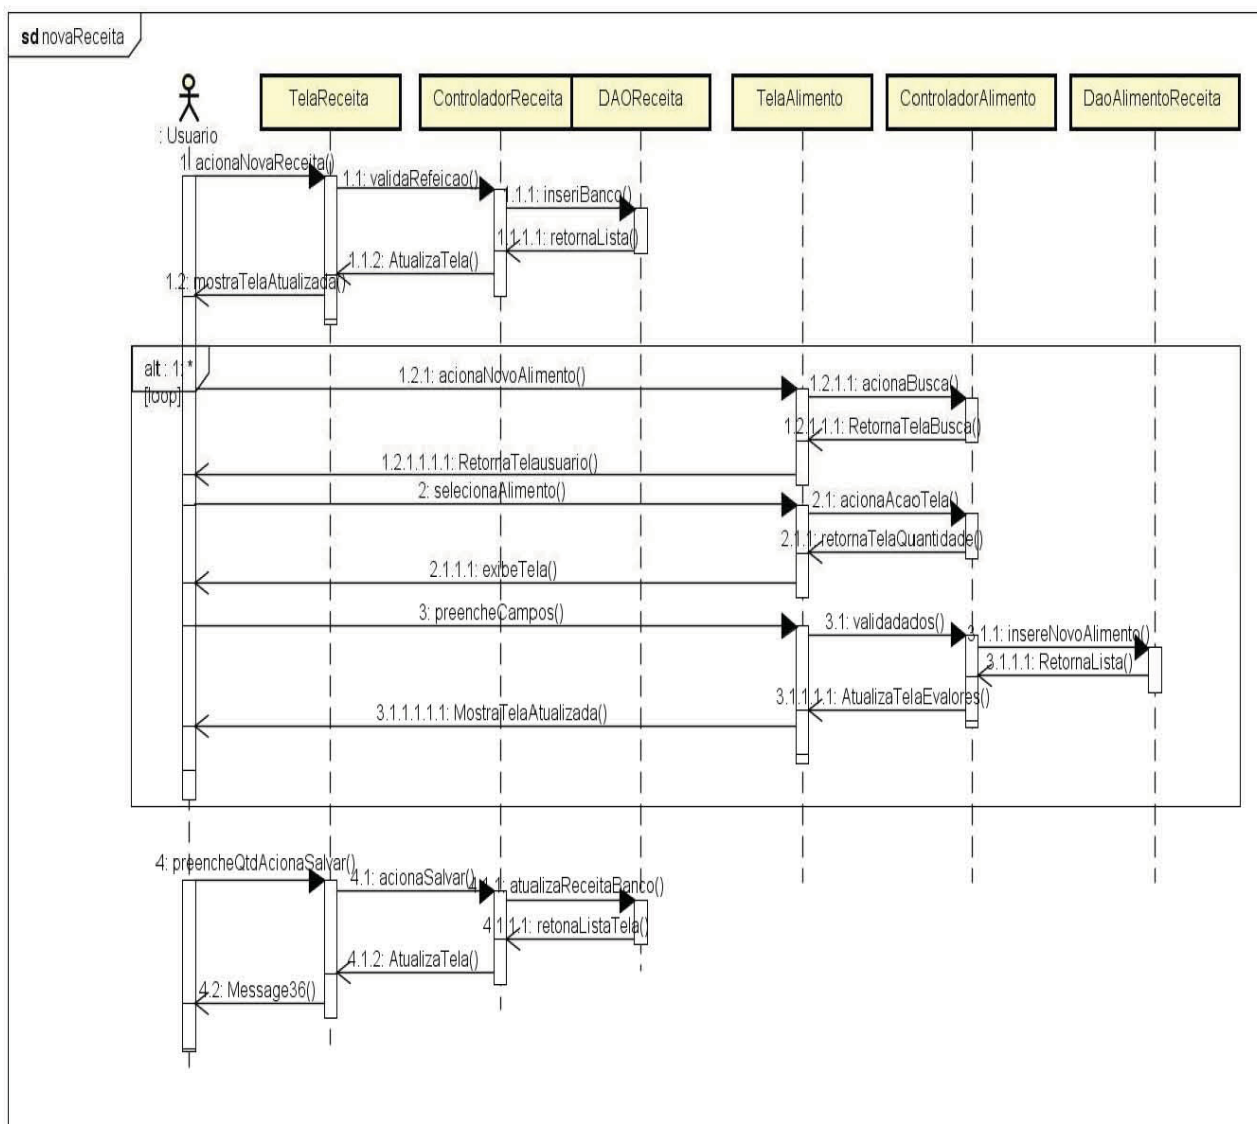 sd novaReceita
TelaReceita
ControladorReceita
DAOReceita
TelaAlimento
ControladorAlimento
DaoAlimentoReceita
: Usuario
1: acionaNovaReceita()
1.1: validaRefeicao()
1.1.1: inseriBanco()
1.1.1.1: retornaLista()
1.1.2: AtualizaTela()
1.2: mostraTelaAtualizada()
alt : 1: *
[loop]
1.2.1: acionaNovoAlimento()
1.2.1.1: acionaBusca()
1.2.1.1.1: RetornaTelaBusca()
1.2.1.1.1.1: RetornaTelausuario()
2: selecionaAlimento()
2.1: acionaAcaoTela()
2.1.1: retornaTelaQuantidade()
2.1.1.1: exibeTela()
3: preencheCampos()
3.1: validadados()
3.1.1: insereNovoAlimento()
3.1.1.1: RetornaLista()
3.1.1.1.1: AtualizaTelaEvalores()
3.1.1.1.1.1: MostraTelaAtualizada()
4: preencheQtdAcionaSalvar()
4.1: acionaSalvar()
4.1.1: atualizaReceitaBanco()
4.1.1.1: retonaListaTela()
4.1.2: AtualizaTela()
4.2: Message36()